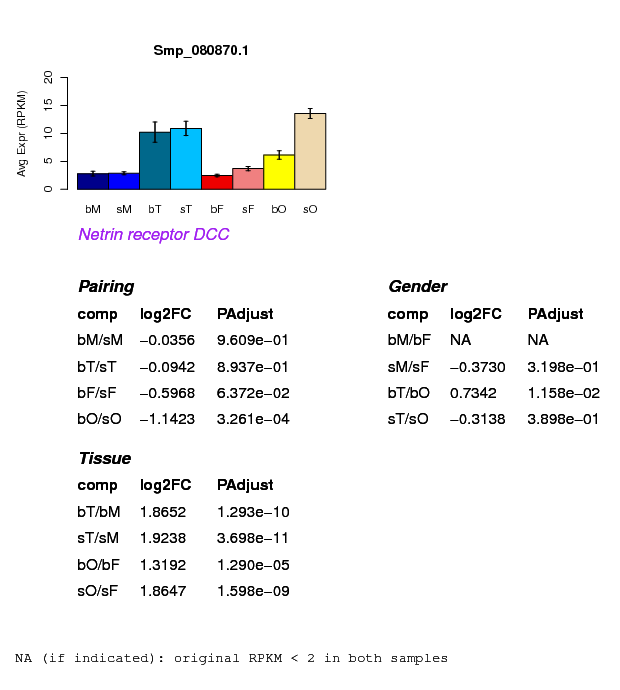 Smp_080870.1
Avg Expr (RPKM)
20
15
10
5
0
bM sM bT sT bF sF bO sO
Netrin receptor DCC
Pairing
comp log2FC PAdjust
bM/sM −0.0356 9.609e−01
bT/sT −0.0942 8.937e−01
bF/sF −0.5968 6.372e−02
bO/sO −1.1423 3.261e−04
Gender
comp log2FC PAdjust
bM/bF NA NA
sM/sF −0.3730 3.198e−01
bT/bO 0.7342 1.158e−02
sT/sO −0.3138 3.898e−01
Tissue
comp log2FC PAdjust
bT/bM 1.8652 1.293e−10
sT/sM 1.9238 3.698e−11
bO/bF 1.3192 1.290e−05
sO/sF 1.8647 1.598e−09
NA (if indicated): original RPKM < 2 in both samples